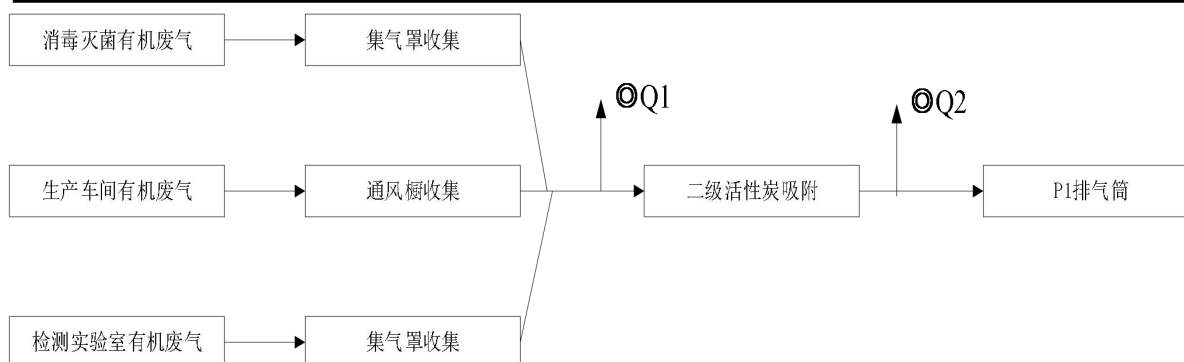 消毒灭菌有机废气
集气罩收集
◎Q1
◎Q2
生产车间有机废气
通风橱收集
二级活性炭吸附
P1排气筒
检测实验室有机废气
集气罩收集